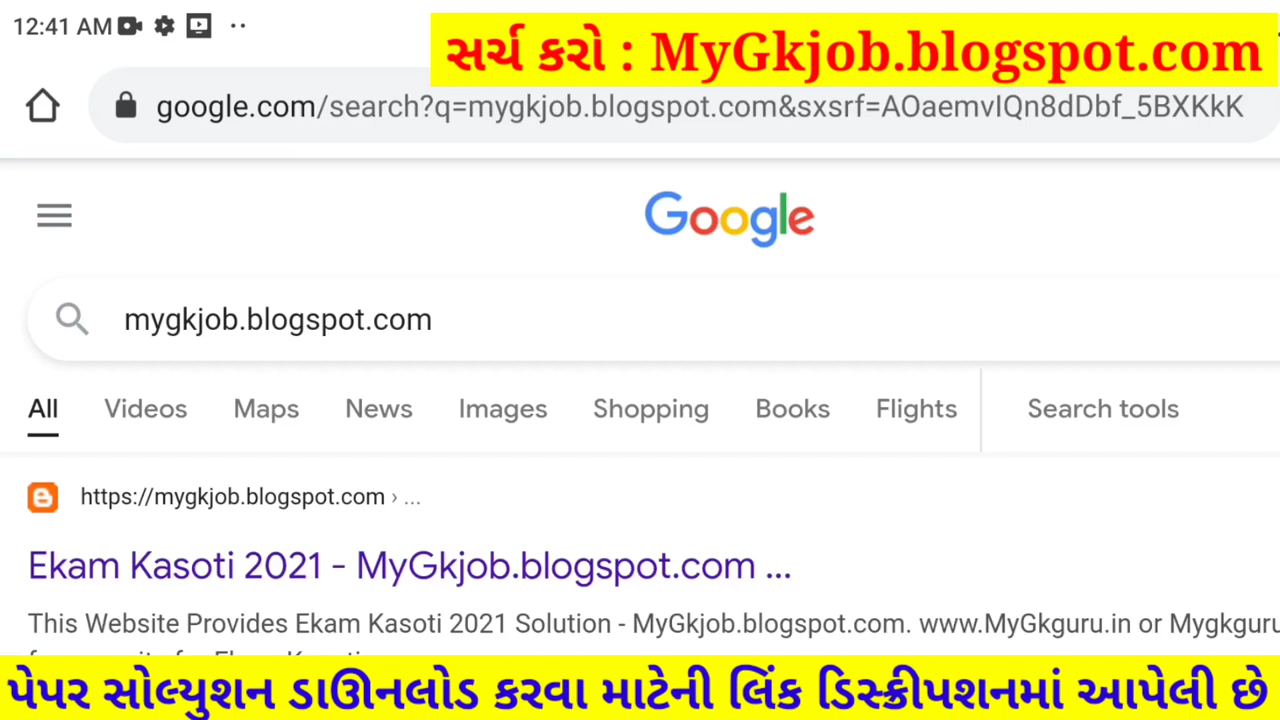 12:41 AM
સર્ચ કરો : MyGkjob.blogspot.com
google.com/search?q=mygkjob.blogspot.com&sxsrf=AOaemvIQn8dDbf_5BXKkK
Google
mygkjob.blogspot.com
All Videos Maps News Images Shopping Books Flights Search tools
https://mygkjob.blogspot.com › ...
Ekam Kasoti 2021 - MyGkjob.blogspot.com ...
This Website Provides Ekam Kasoti 2021 Solution - MyGkjob.blogspot.com. www.MyGkguru.in or Mygkguru
પેપર સોલ્યુશન ડાઊનલોડ કરવા માટેની લિંક ડિસ્ક્રીપશનમાં આપેલી છે